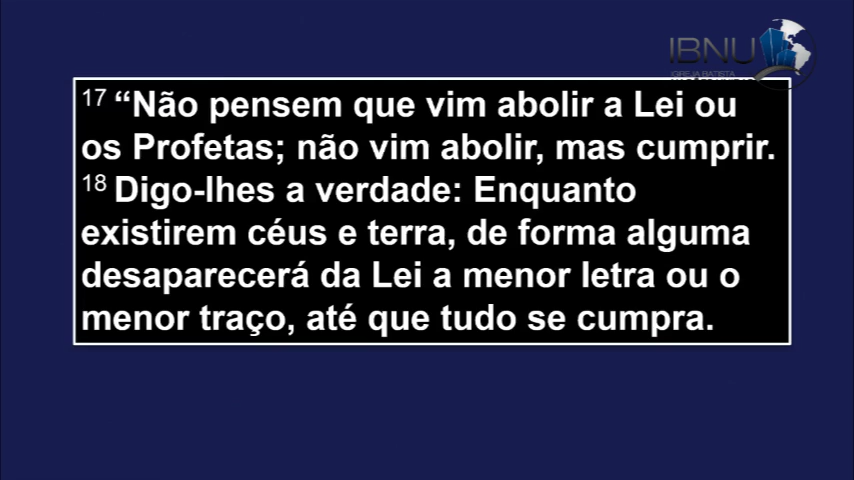 IBNU
IGREJA BATISTA
17 “Não pensem que vim abolir a Lei ou
os Profetas; não vim abolir, mas cumprir.
18 Digo-lhes a verdade: Enquanto
existirem céus e terra, de forma alguma
desaparecerá da Lei a menor letra ou o
menor traço, até que tudo se cumpra.